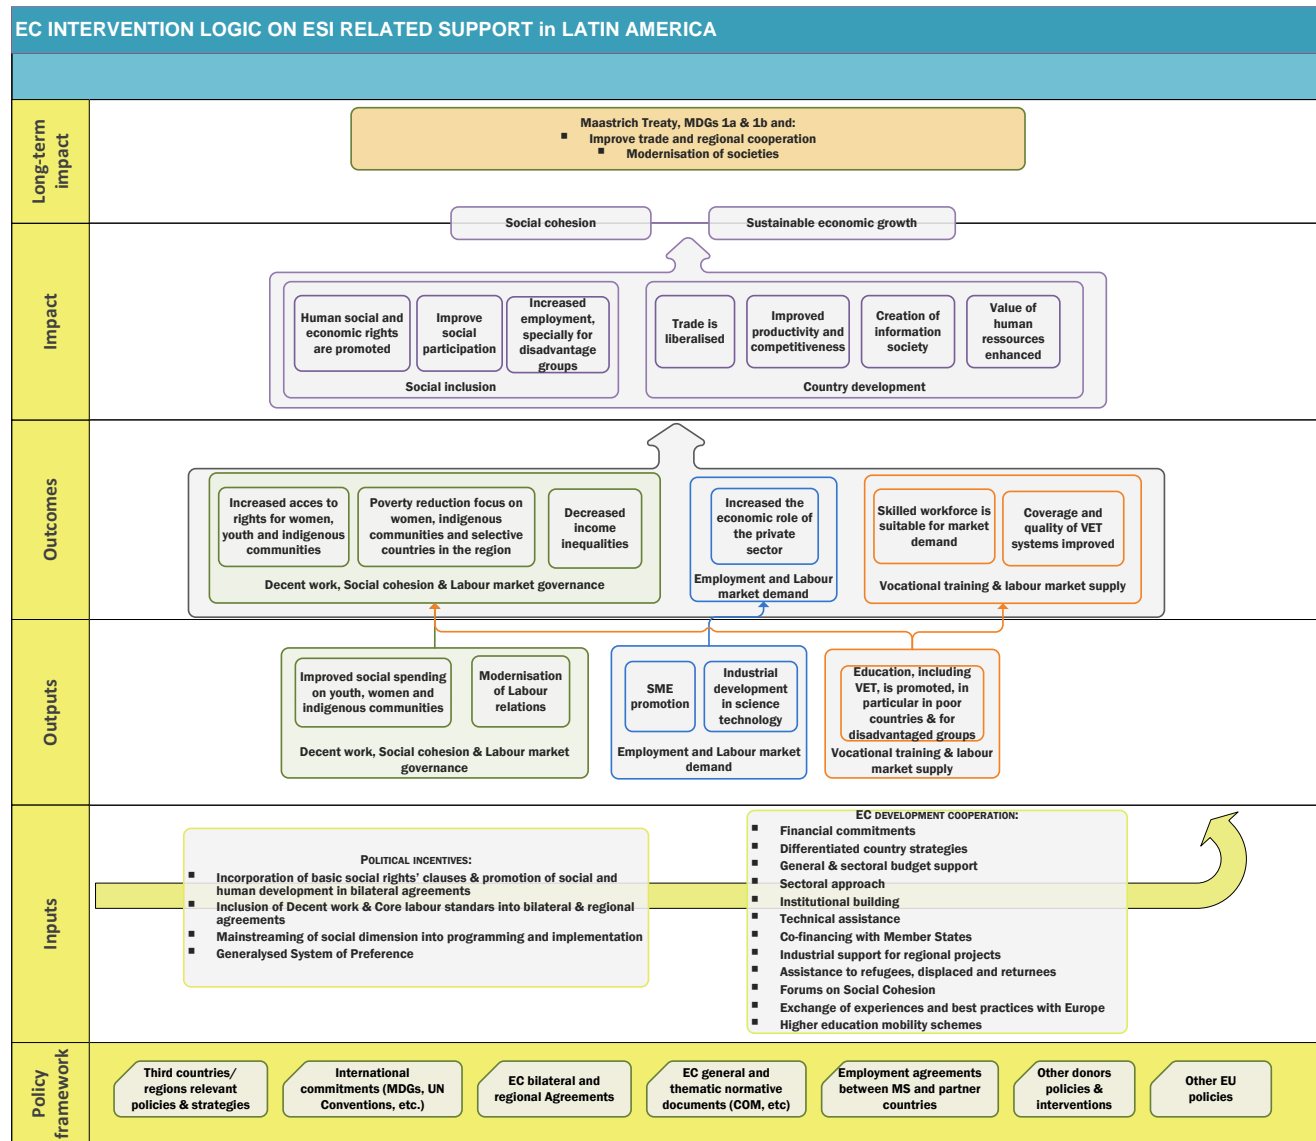 EC INTERVENTION LOGIC ON ESI RELATED SUPPORT in LATIN AMERICA
Long-term
impact
Maastrich Treaty, MDGs 1a & 1b and:
▪ Improve trade and regional cooperation
▪ Modernisation of societies
Social cohesion
Sustainable economic growth
Impact
Human social and
economic rights
are promoted
Improve
social
participation
Increased
employment,
specially for
disadvantage
groups
Social inclusion
Trade is
liberalised
Improved
productivity and
competitiveness
Creation of
information
society
Value of
human
ressources
enhanced
Country development
Outcomes
Increased acces to
rights for women,
youth and indigenous
communities
Poverty reduction focus on
women, indigenous
communities and selective
countries in the region
Decreased
income
inequalities
Decent work, Social cohesion & Labour market governance
Increased the
economic role of
the private
sector
Employment and Labour
market demand
Skilled workforce is
suitable for market
demand
Coverage and
quality of VET
systems improved
Vocational training & labour market supply
Outputs
Improved social spending
on youth, women and
indigenous communities
Modernisation
of Labour
relations
Decent work, Social cohesion & Labour market
governance
SME
promotion
Industrial
development
in science
technology
Employment and Labour market
demand
Education, including
VET, is promoted, in
particular in poor
countries & for
disadvantaged groups
Vocational training & labour
market supply
Inputs
POLITICAL INCENTIVES:
▪ Incorporation of basic social rights' clauses & promotion of social and
human development in bilateral agreements
▪ Inclusion of Decent work & Core labour standars into bilateral & regional
agreements
▪ Mainstreaming of social dimension into programming and implementation
▪ Generalised System of Preference
EC DEVELOPMENT COOPERATION:
▪ Financial commitments
▪ Differentiated country strategies
▪ General & sectoral budget support
▪ Sectoral approach
▪ Institutional building
▪ Technical assistance
▪ Co-financing with Member States
▪ Industrial support for regional projects
▪ Assistance to refugees, displaced and returnees
▪ Forums on Social Cohesion
▪ Exchange of experiences and best practices with Europe
▪ Higher education mobility schemes
Policy
framework
Third countries/
regions relevant
policies & strategies
International
commitments (MDGs, UN
Conventions, etc.)
EC bilateral and
regional Agreements
EC general and
thematic normative
documents (COM, etc)
Employment agreements
between MS and partner
countries
Other donors
policies &
interventions
Other EU
policies